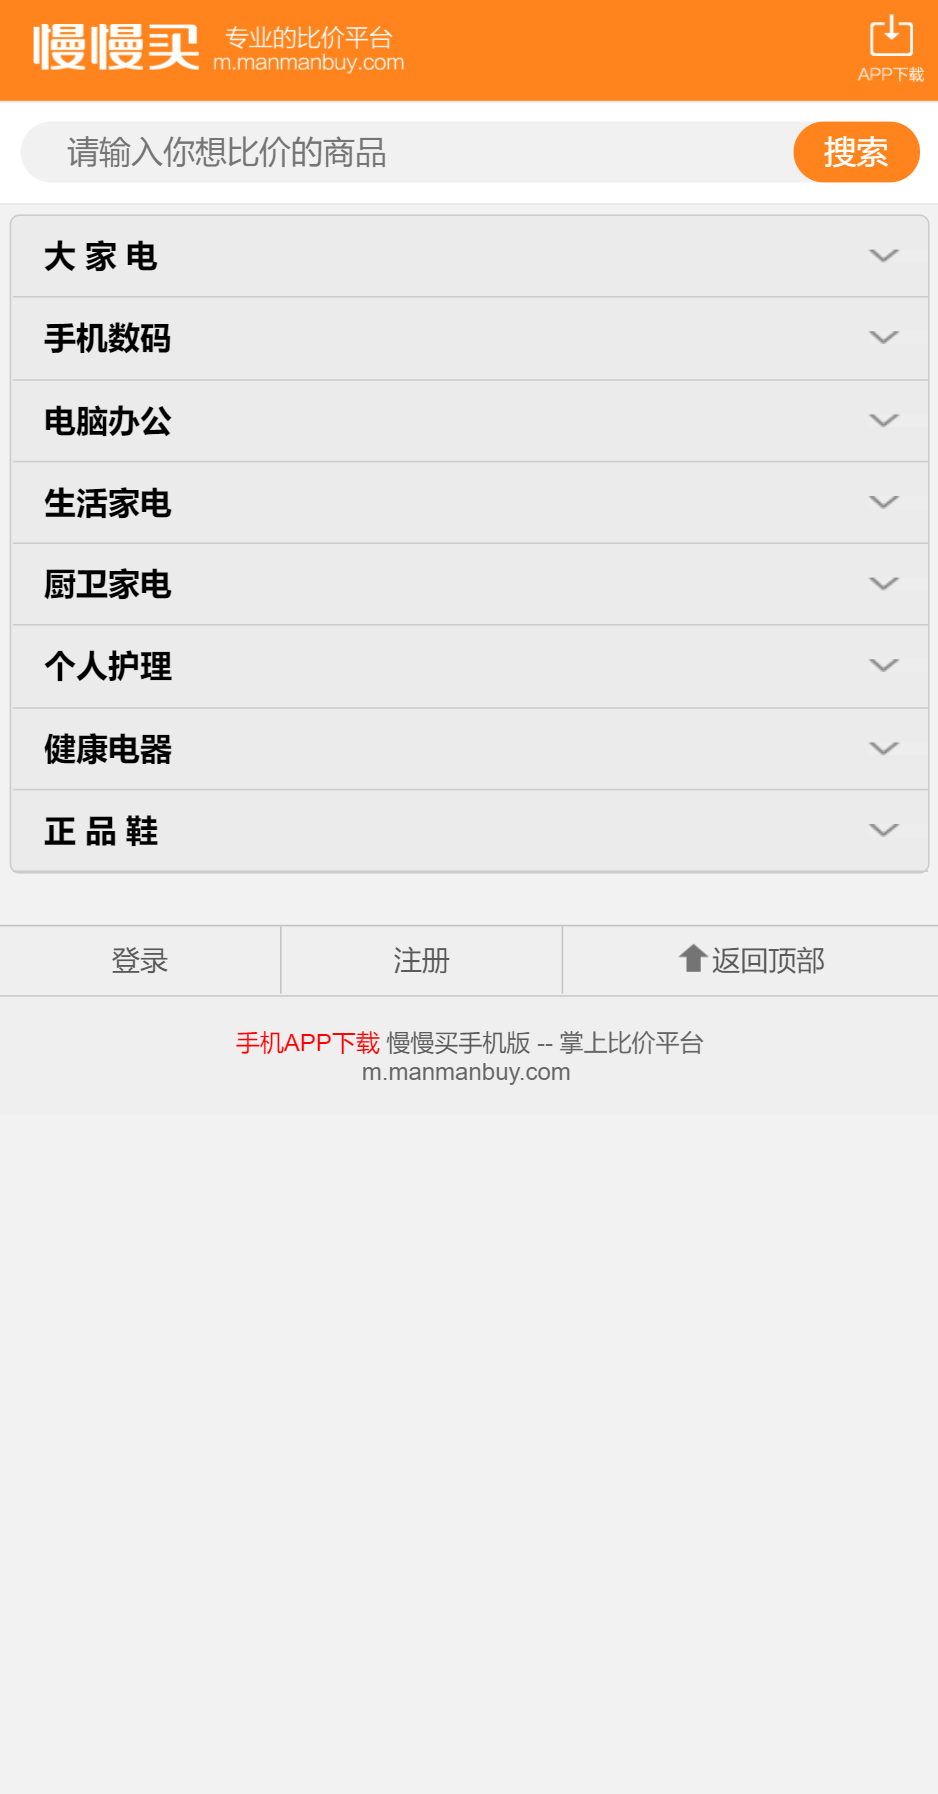 慢慢买 专业的比价平台
m.manmanbuy.com
APP下载
请输入你想比价的商品 搜索
大 家 电
手机数码
电脑办公
生活家电
厨卫家电
个人护理
健康电器
正 品 鞋
登录 注册 返回顶部
手机APP下载 慢慢买手机版 -- 掌上比价平台
m.manmanbuy.com